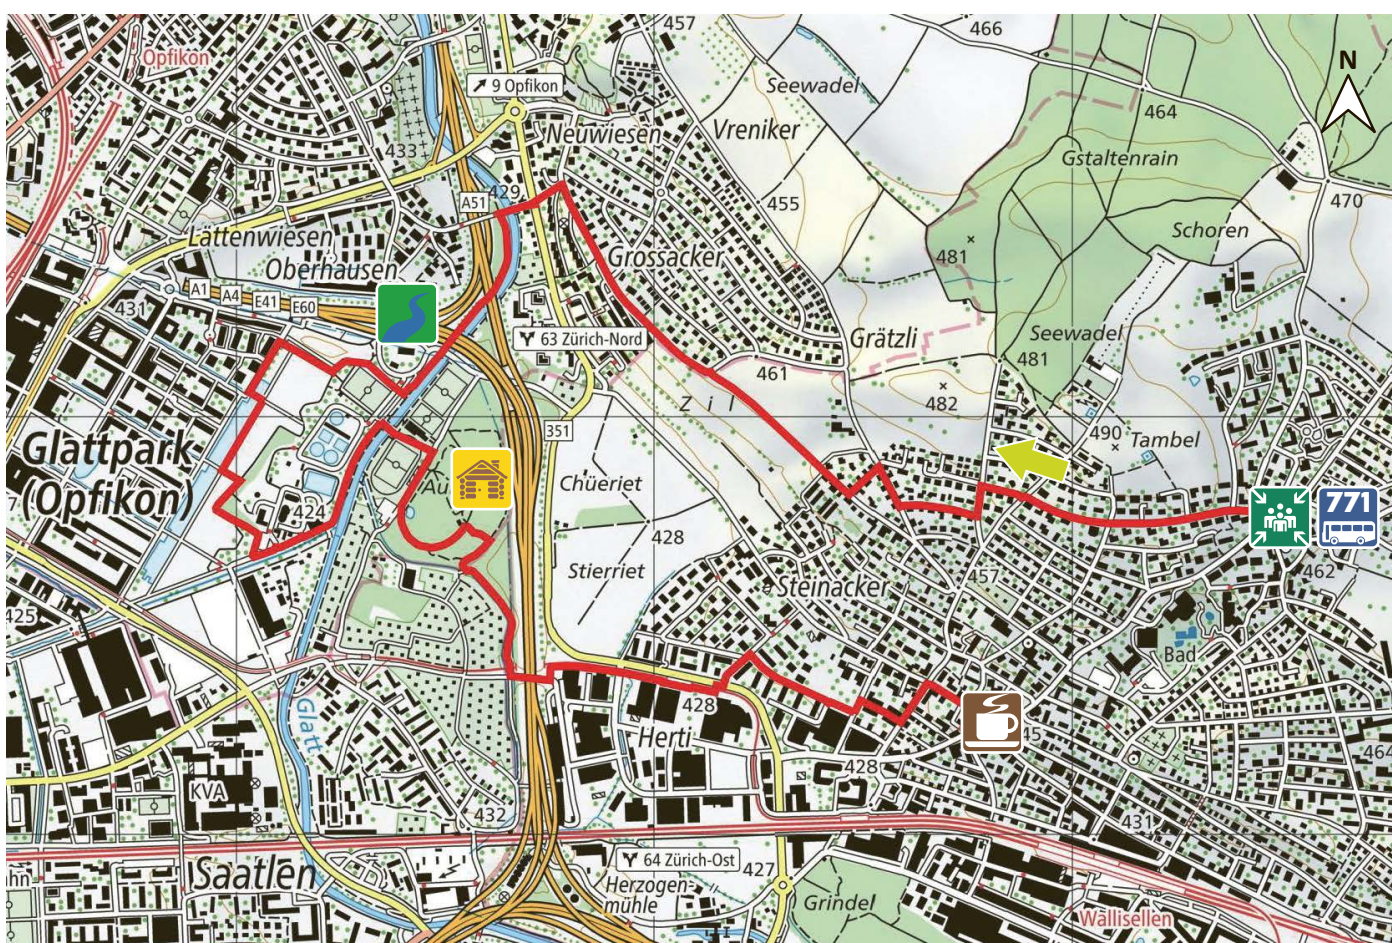 457
466
N
Opfikon
9 Opfikon
Seewadel
464
Neuwiesen
Vreniker
433
Gstaltenrain
A51
429
455
470
Lättenwiesen
Schoren
Oberhausen
Grossacker
481
A1
A4
E41
E60
431
63 Zürich-Nord
Grätzli
Seewadel
481
461
Zil
482
351
490
Tambel
Glattpark
(Opfikon)
Au
Chüeriet
424
771
428
Stierriet
Steinacker
457
462
425
Bad
Glatt
428
Herti
45
464
428
KVA
432
431
Saatlen
64 Zürich-Ost
427
Herzogen-
mühle
Grindel
Wallisellen